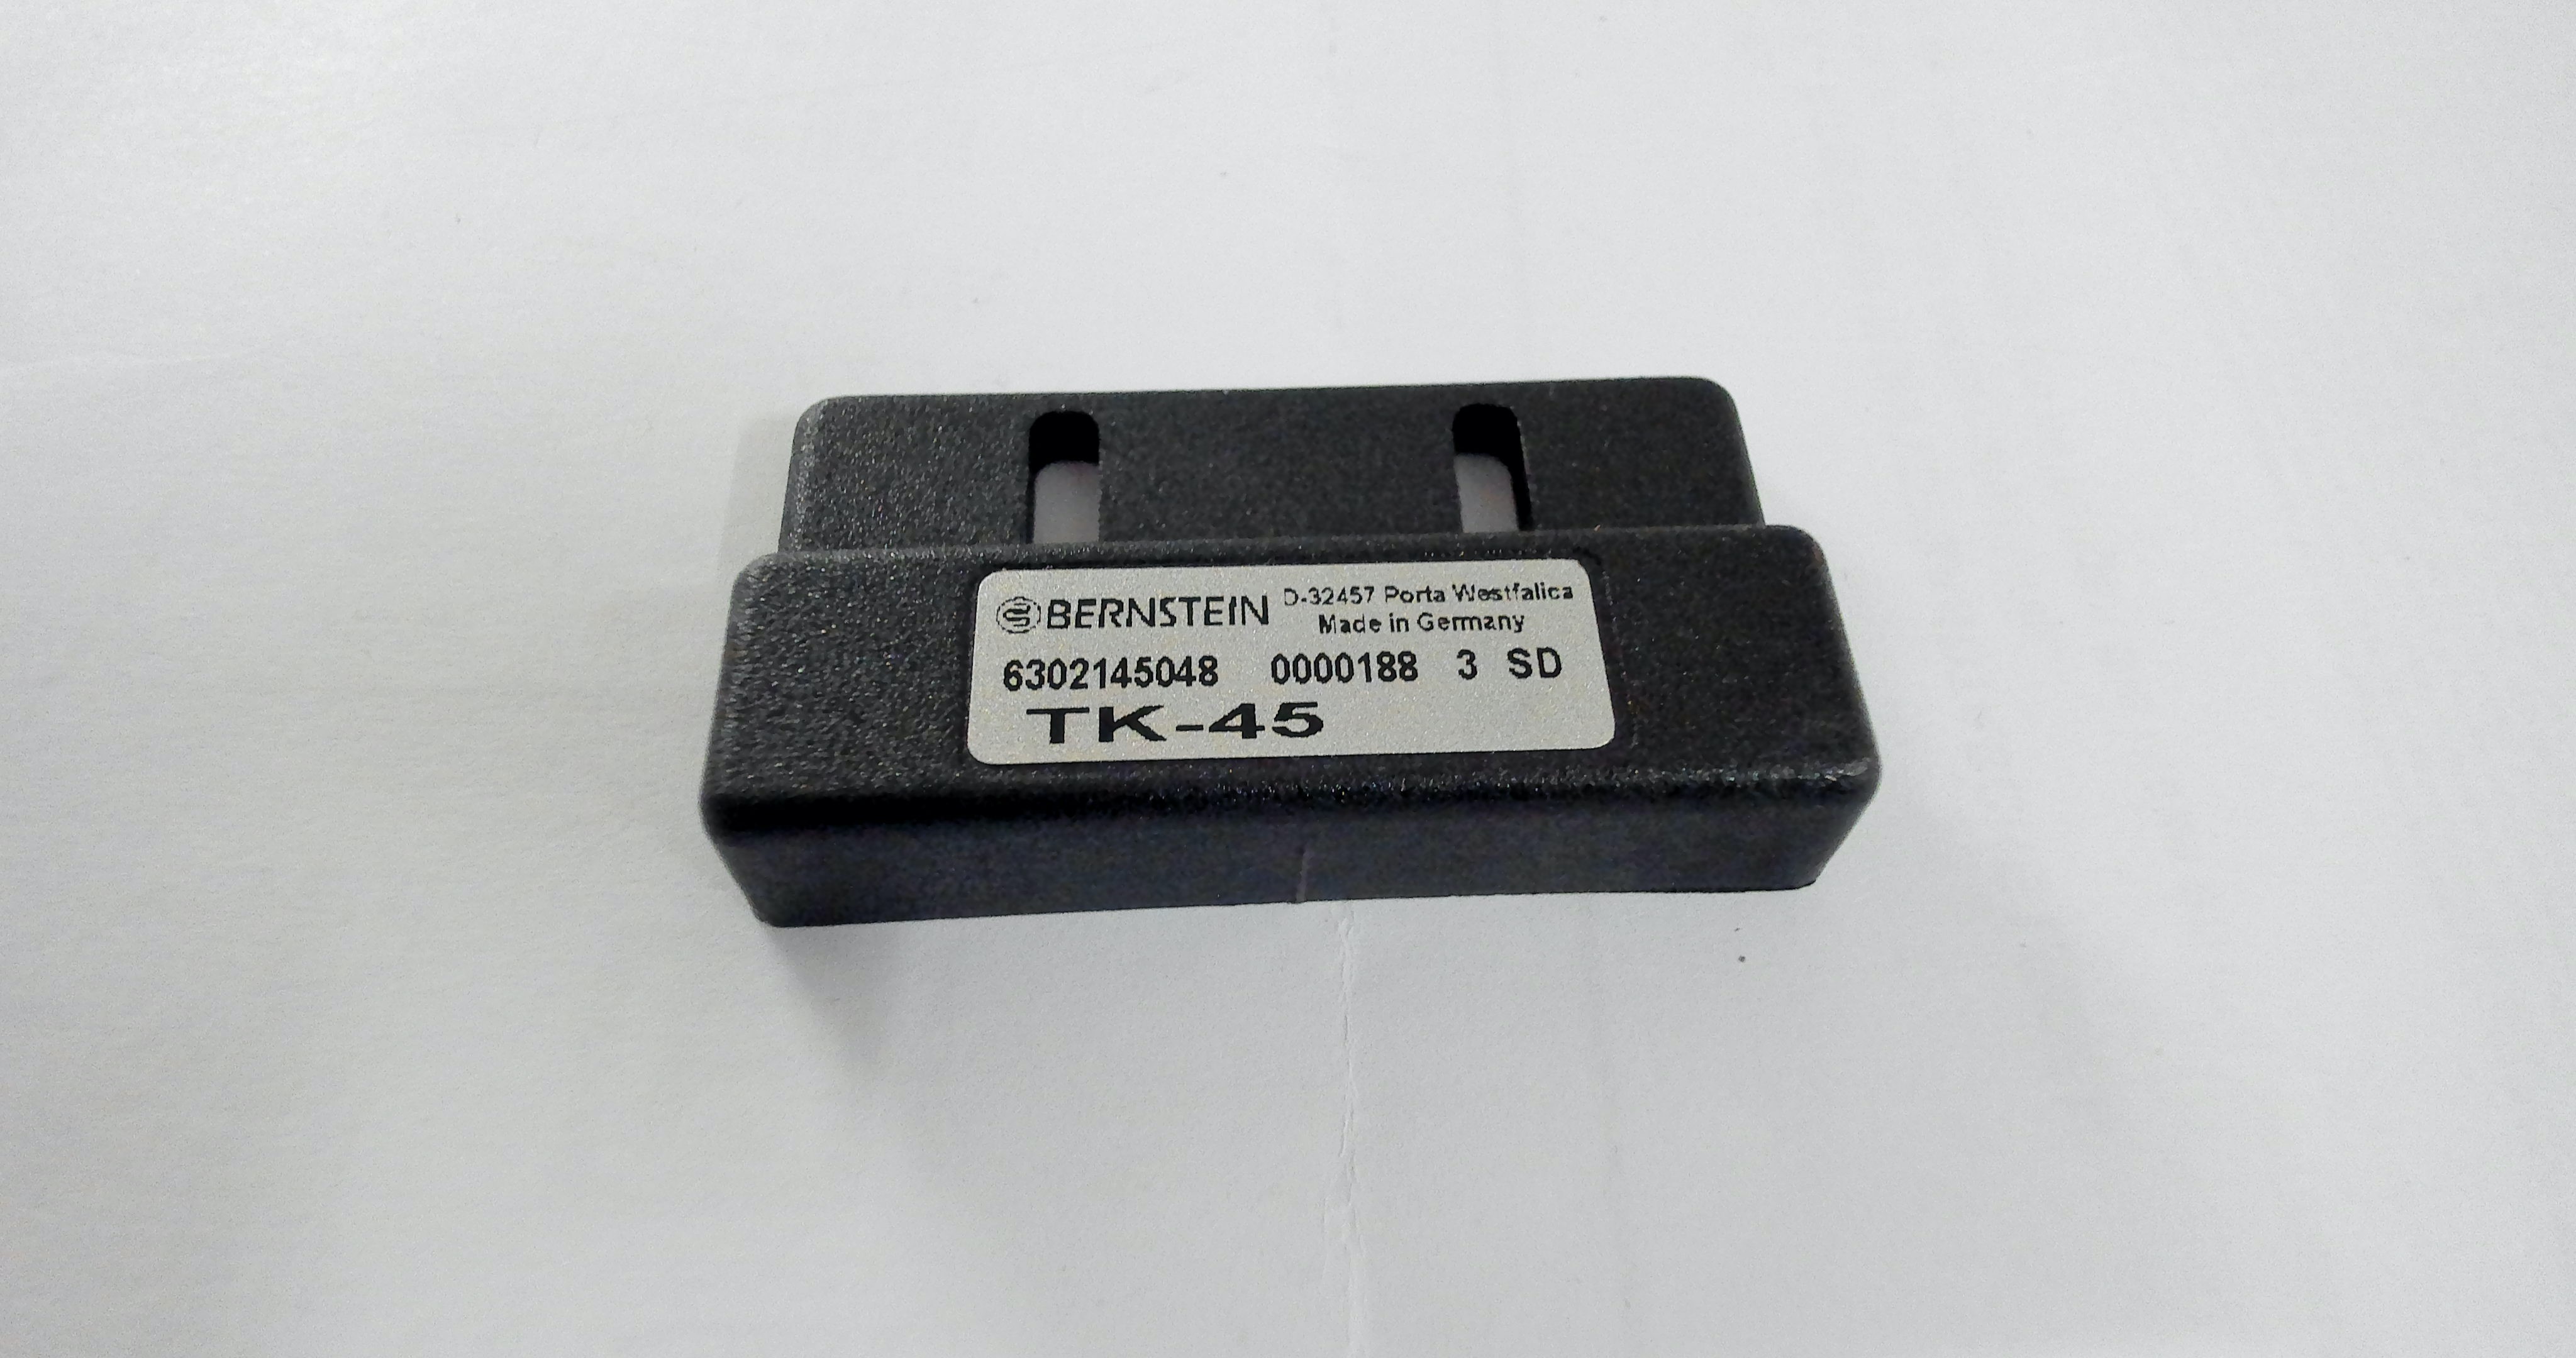 BERNSTEIN D-32457 Porta Westfalica
Made in Germany
6302145048 0000188 3 SD
TK-45